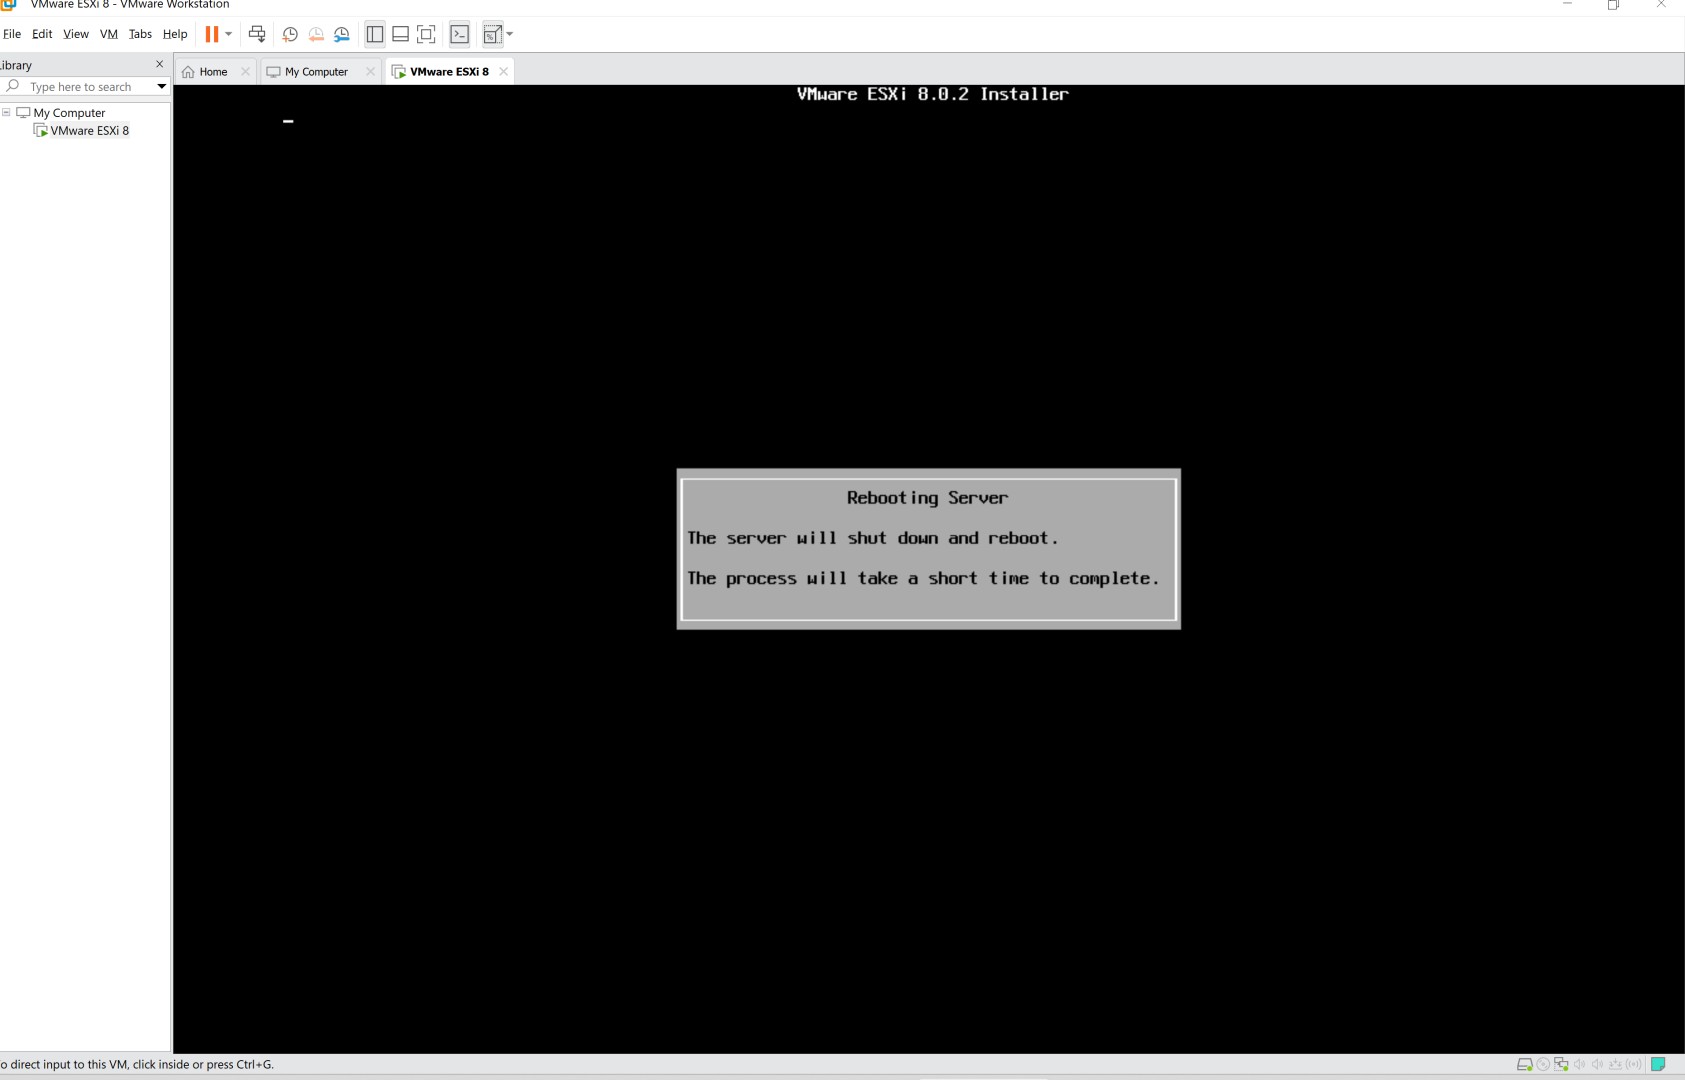 VMware ESXi 8 - VMware Workstation
File Edit View VM Tabs Help
Library
Type here to search
My Computer
VMware ESXi 8
Home
My Computer
VMware ESXi 8
VMware ESXi 8.0.2 Installer
Rebooting Server
The server will shut down and reboot.
The process will take a short time to complete.
o direct input to this VM, click inside or press Ctrl+G.